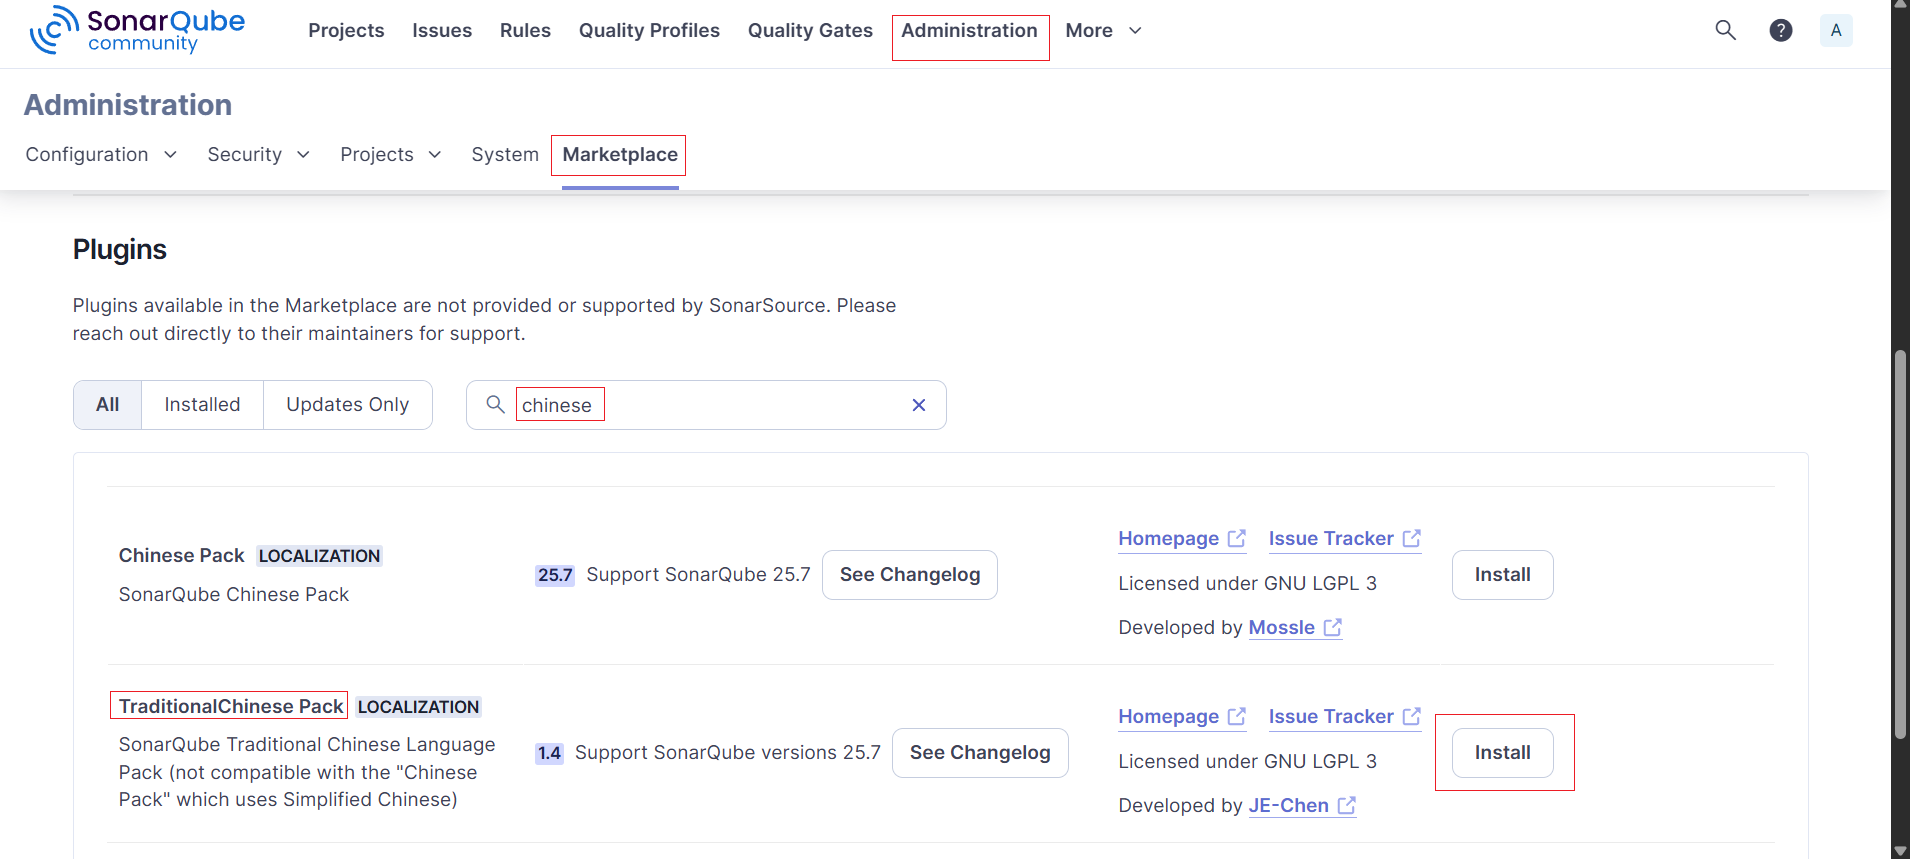 SonarQube
community
Projects Issues Rules Quality Profiles Quality Gates Administration More
? A
Administration
Configuration Security Projects System Marketplace
Plugins
Plugins available in the Marketplace are not provided or supported by SonarSource. Please
reach out directly to their maintainers for support.
All Installed Updates Only chinese
Chinese Pack LOCALIZATION
SonarQube Chinese Pack
25.7 Support SonarQube 25.7 See Changelog
Homepage Issue Tracker
Licensed under GNU LGPL 3
Developed by Mossle
Install
TraditionalChinese Pack LOCALIZATION
SonarQube Traditional Chinese Language
Pack (not compatible with the "Chinese
Pack" which uses Simplified Chinese)
1.4 Support SonarQube versions 25.7 See Changelog
Homepage Issue Tracker
Licensed under GNU LGPL 3
Developed by JE-Chen
Install